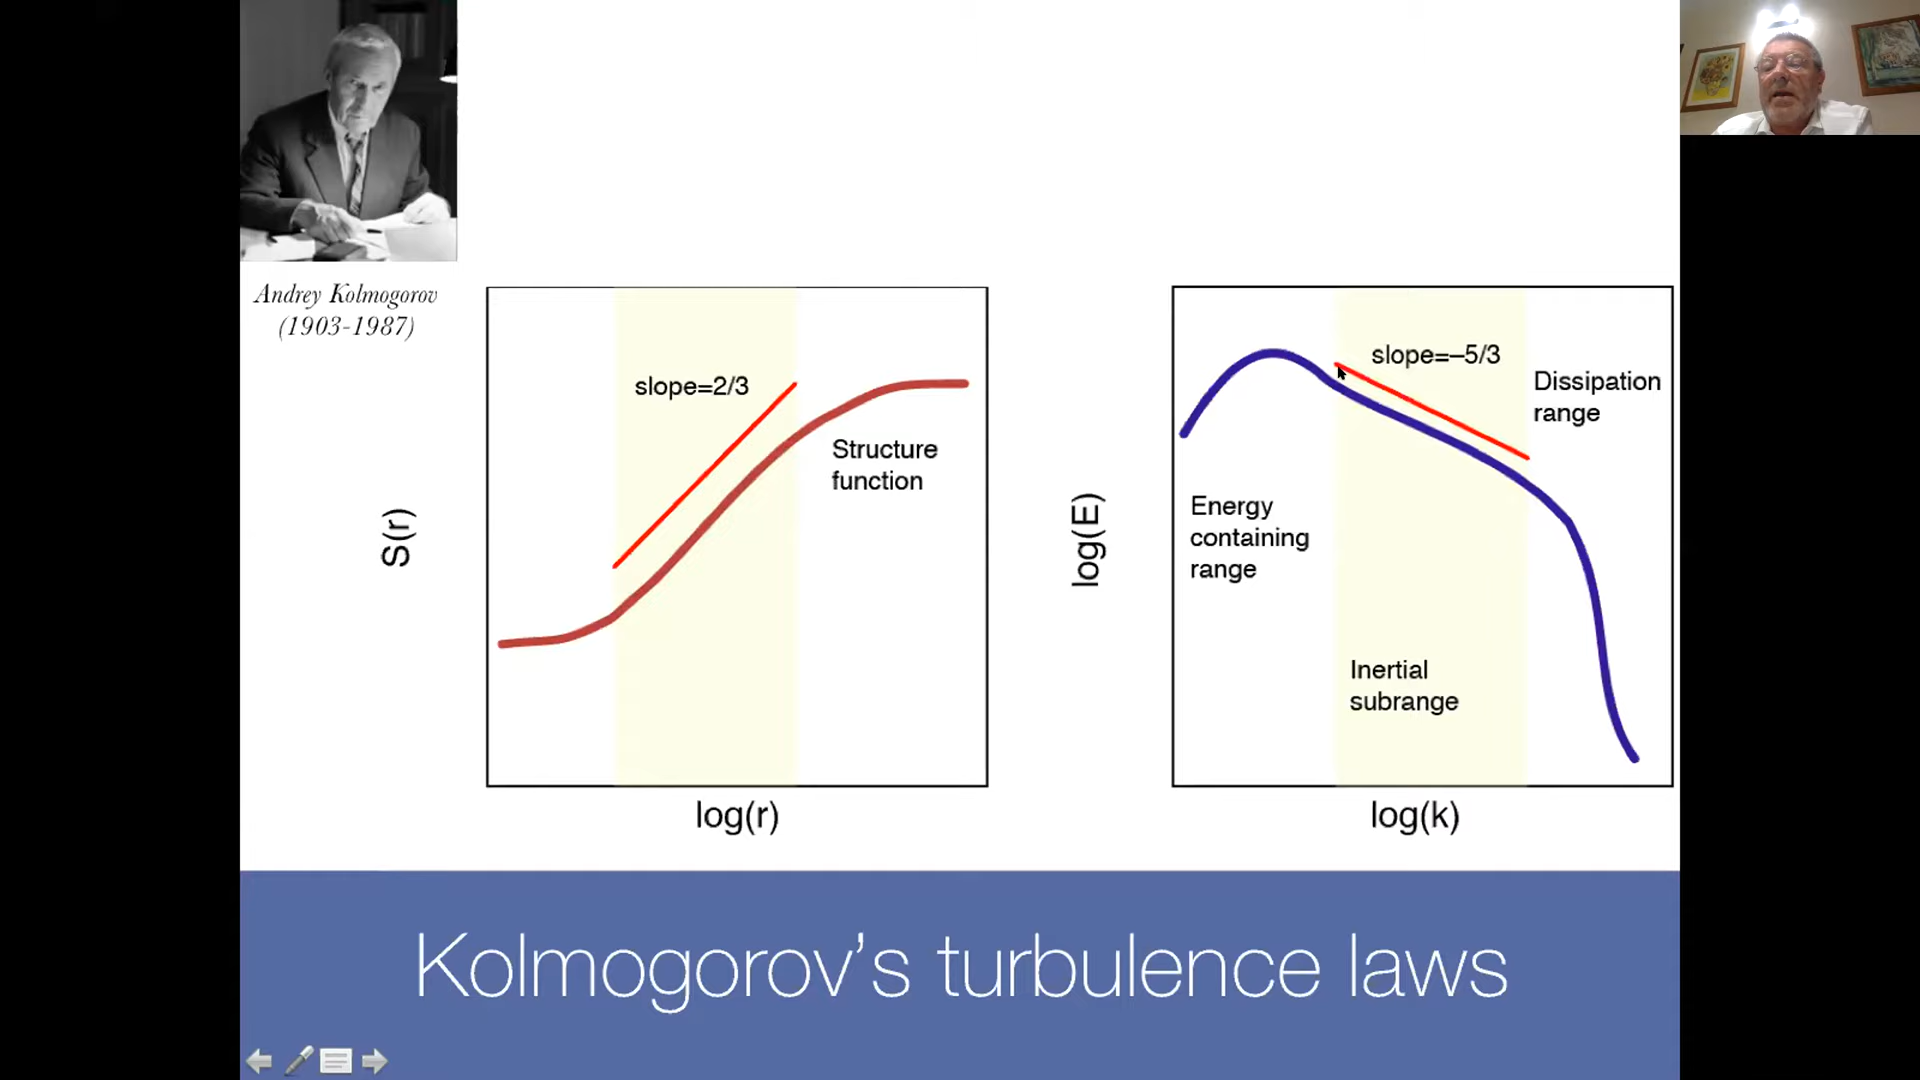 Andrey Kolmogorov
(1903-1987)
slope=2/3
Structure
function
S(r)
log(r)
slope=–5/3
Dissipation
range
Energy
containing
range
Inertial
subrange
log(E)
log(k)
Kolmogorov’s turbulence laws